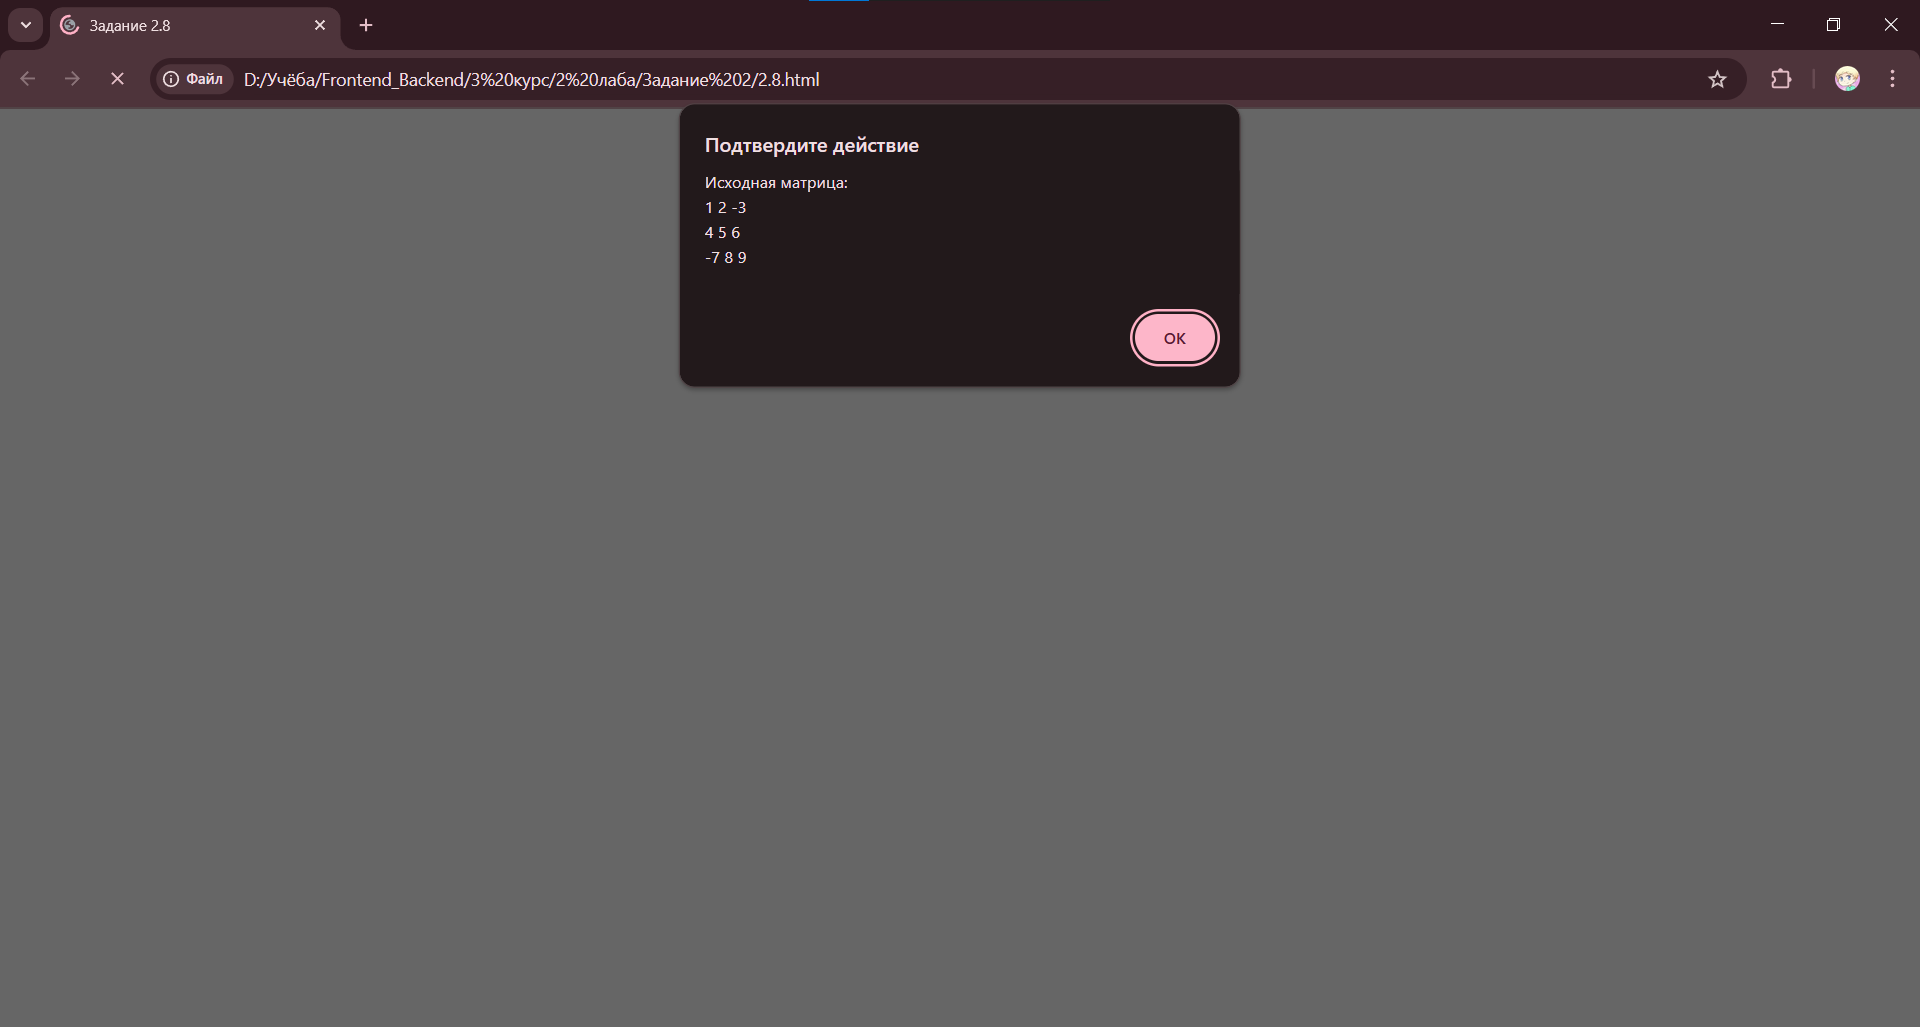 Задание 2.8
Файл
D:/Учёба/Frontend_Backend/3%20курс/2%20лаба/Задание%202/2.8.html
Подтвердите действие
Исходная матрица:
1 2 -3
4 5 6
-7 8 9
ОК